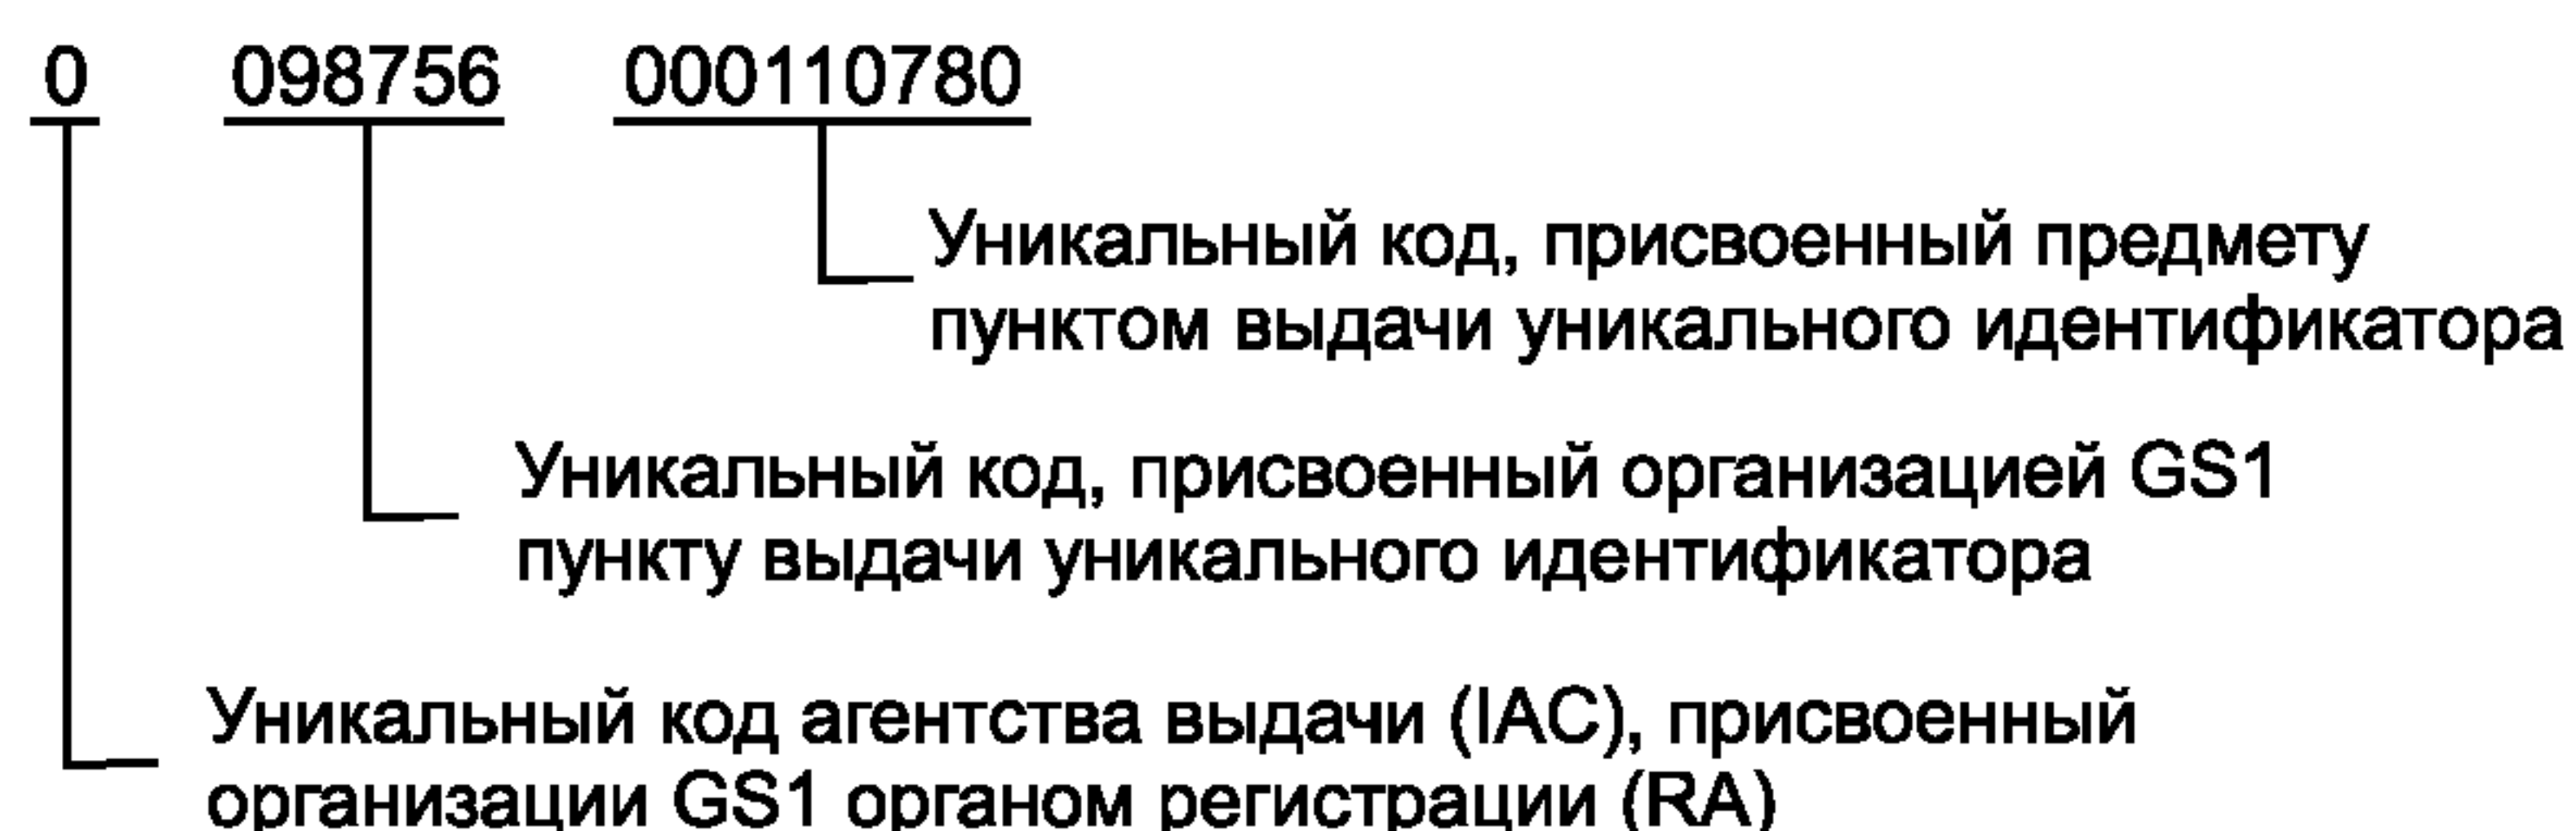 0 098756 000110780
Уникальный код, присвоенный предмету
пунктом выдачи уникального идентификатора
Уникальный код, присвоенный организацией GS1
пункту выдачи уникального идентификатора
Уникальный код агентства выдачи (IAC), присвоенный
организации GS1 органом регистрации (RA)